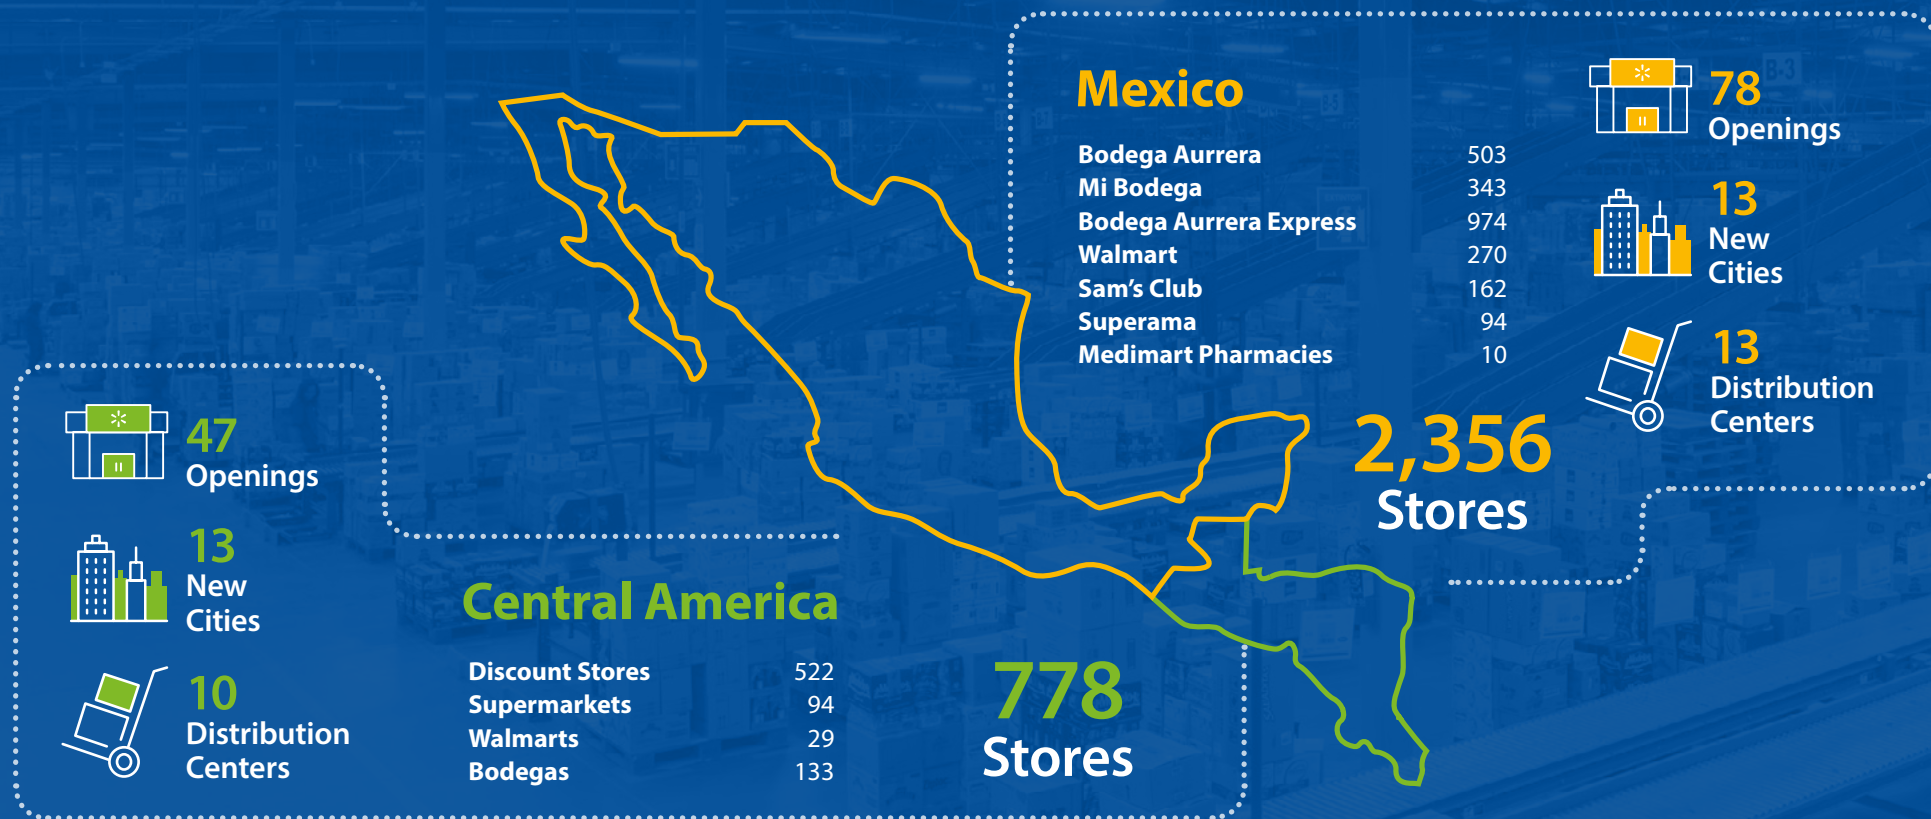 Mexico
Bodega Aurrera 503
Mi Bodega 343
Bodega Aurrera Express 974
Walmart 270
Sam’s Club 162
Superama 94
Medimart Pharmacies 10
2,356
Stores
78
Openings
13
New
Cities
13
Distribution
Centers
47
Openings
13
New
Cities
10
Distribution
Centers
Central America
Discount Stores 522
Supermarkets 94
Walmarts 29
Bodegas 133
778
Stores
B-3